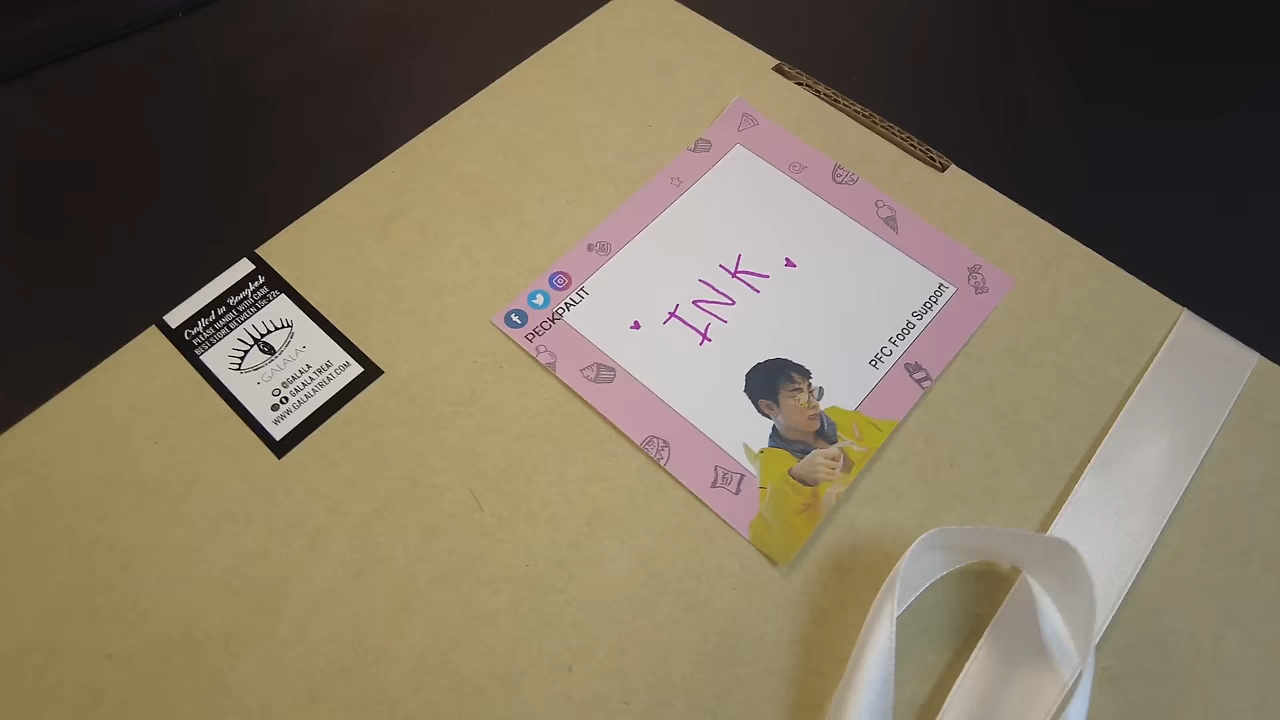 Crafted in Bangkok
PLEASE HANDLE WITH CARE
BEST STORE BETWEEN 15c-22c
•GALALA•
@GALALA
GALALA.TREAT
WWW.GALALATREAT.COM
PECKPALIT
INK
PFC Food Support